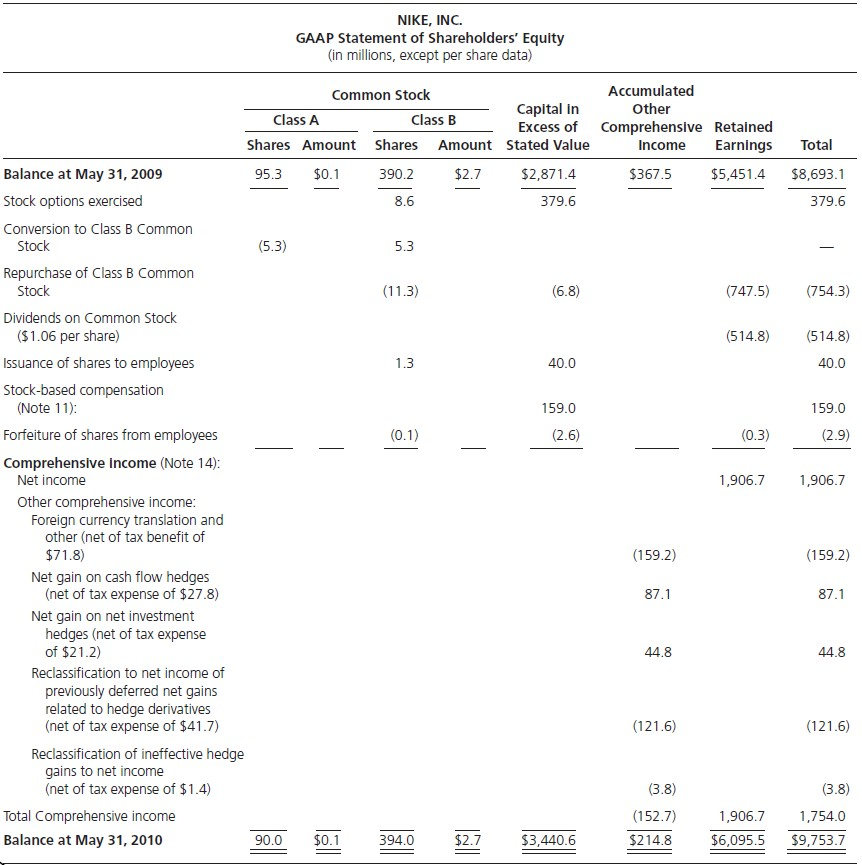 NIKE, INC.
GAAP Statement of Shareholders' Equity
(in millions, except per share data)
Common Stock
Accumulated
Class A Class B
Capital in Other
Excess of Comprehensive Retained
Shares Amount Shares Amount Stated Value Income Earnings Total
Balance at May 31, 2009 95.3 $0.1 390.2 $2.7 $2,871.4 $367.5 $5,451.4 $8,693.1
Stock options exercised 8.6 379.6 379.6
Conversion to Class B Common
Stock (5.3) 5.3 —
Repurchase of Class B Common
Stock (11.3) (6.8) (747.5) (754.3)
Dividends on Common Stock
($1.06 per share) (514.8) (514.8)
Issuance of shares to employees 1.3 40.0 40.0
Stock-based compensation
(Note 11): 159.0 159.0
Forfeiture of shares from employees (0.1) (2.6) (0.3) (2.9)
Comprehensive income (Note 14):
Net income 1,906.7 1,906.7
Other comprehensive income:
Foreign currency translation and
other (net of tax benefit of
$71.8) (159.2) (159.2)
Net gain on cash flow hedges
(net of tax expense of $27.8) 87.1 87.1
Net gain on net investment
hedges (net of tax expense
of $21.2) 44.8 44.8
Reclassification to net income of
previously deferred net gains
related to hedge derivatives
(net of tax expense of $41.7) (121.6) (121.6)
Reclassification of ineffective hedge
gains to net income
(net of tax expense of $1.4) (3.8) (3.8)
Total Comprehensive income (152.7) 1,906.7 1,754.0
Balance at May 31, 2010 90.0 $0.1 394.0 $2.7 $3,440.6 $214.8 $6,095.5 $9,753.7